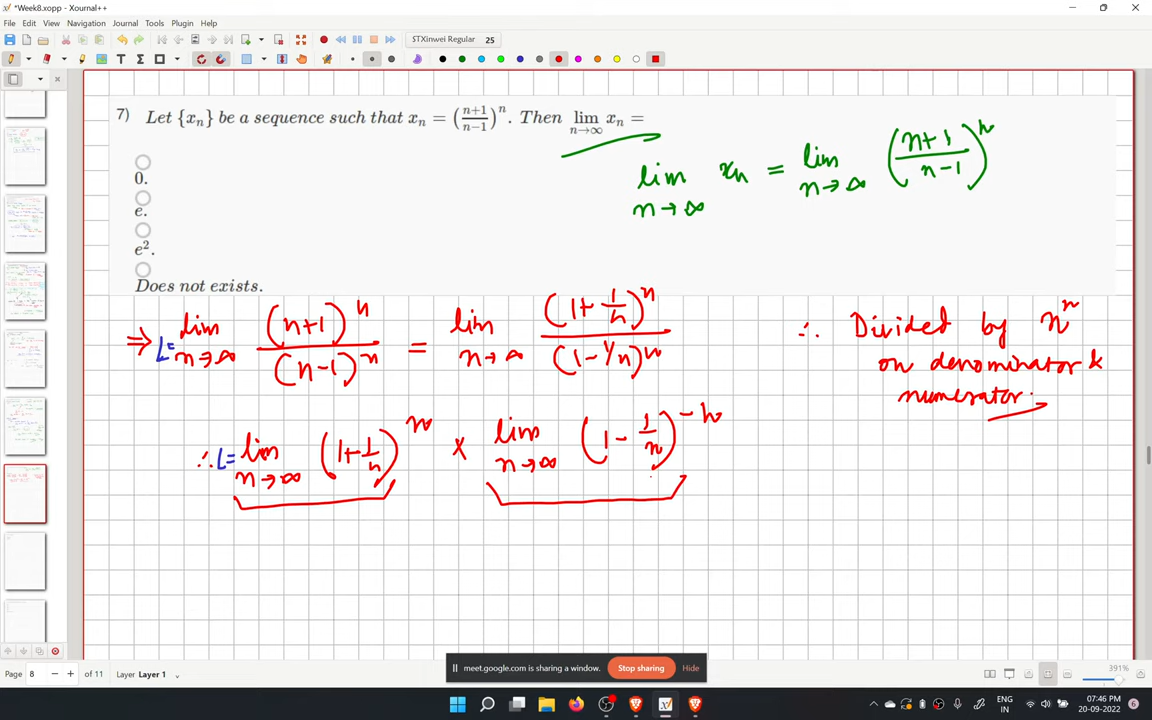 *Week8.xopp - Xournal++
File Edit View Navigation Journal Tools Plugin Help
STXinwei Regular 25
7) Let {xₙ} be a sequence such that xₙ = ((n+1)/(n−1))ⁿ. Then lim n→∞ xₙ =
lim n→∞ xₙ = lim n→∞ ((n+1)/(n−1))ⁿ
0.
e.
e².
Does not exists.
⇒ L= lim n→∞ (n+1)ⁿ/(n−1)ⁿ = lim n→∞ (1+1/n)ⁿ/(1−1/n)ⁿ
∴ Divided by nⁿ
on denominator &
numerator.
∴ L= lim n→∞ (1+1/n)ⁿ × lim n→∞ (1−1/n)⁻ⁿ
meet.google.com is sharing a window. Stop sharing Hide
Page 8 of 11 Layer Layer 1
391%
ENG
IN
07:46 PM
20-09-2022
6